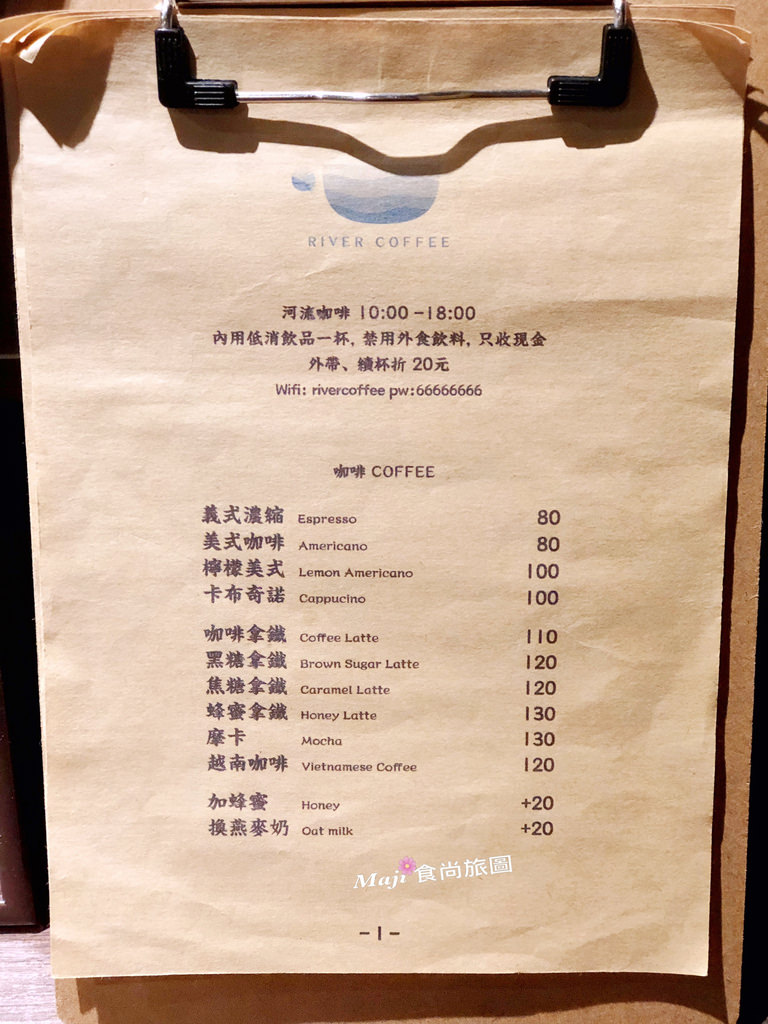 RIVER COFFEE
河流咖啡 10:00 -18:00
內用低消飲品一杯, 禁用外食飲料, 只收現金
外帶、續杯折 20元
Wifi: rivercoffee pw:66666666
咖啡 COFFEE
義式濃縮 Espresso 80
美式咖啡 Americano 80
檸檬美式 Lemon Americano 100
卡布奇諾 Cappucino 100
咖啡拿鐵 Coffee Latte 110
黑糖拿鐵 Brown Sugar Latte 120
焦糖拿鐵 Caramel Latte 120
蜂蜜拿鐵 Honey Latte 130
摩卡 Mocha 130
越南咖啡 Vietnamese Coffee 120
加蜂蜜 Honey +20
換燕麥奶 Oat milk +20
Maji 食尚旅圖
- 1 -